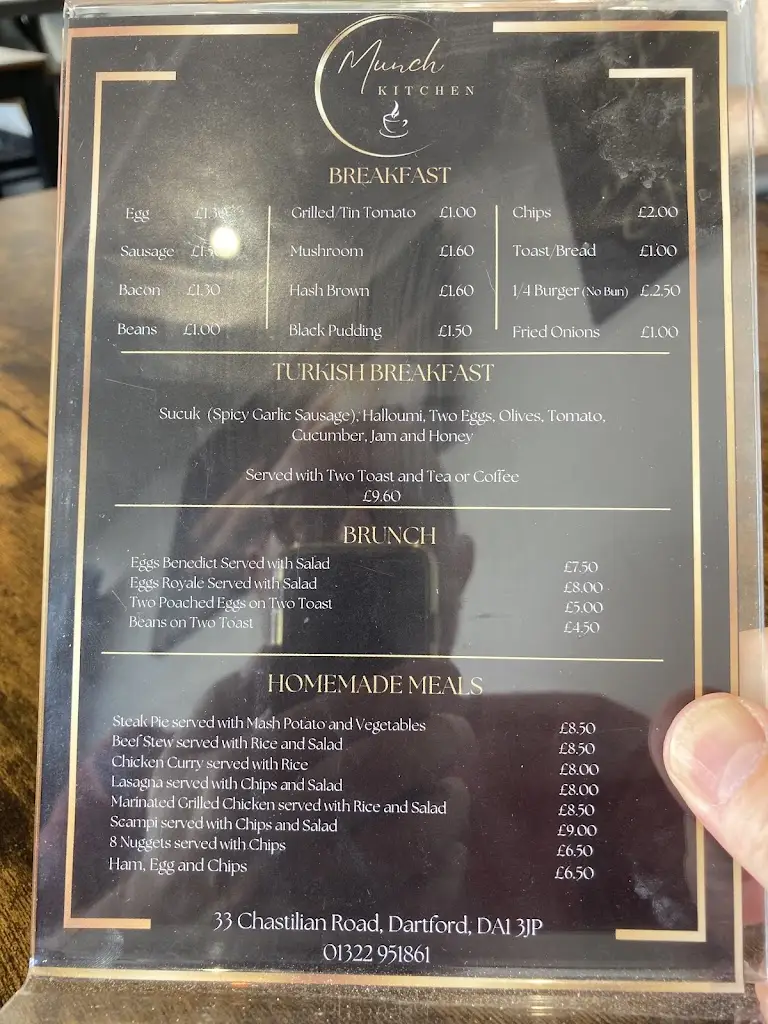 Munch
KITCHEN
BREAKFAST
Egg £1.30 Grilled/Tin Tomato £1.00 Chips £2.00
Sausage Mushroom £1.60 Toast/Bread £1.00
Bacon £1.30 Hash Brown £1.60 1/4 Burger (No Bun) £.2.50
Beans £1.00 Black Pudding £1.50 Fried Onions £1.00
TURKISH BREAKFAST
Sucuk (Spicy Garlic Sausage), Halloumi, Two Eggs, Olives, Tomato,
Cucumber, Jam and Honey
Served with Two Toast and Tea or Coffee
£9.60
BRUNCH
Eggs Benedict Served with Salad £7.50
Eggs Royale Served with Salad £8.00
Two Poached Eggs on Two Toast £5.00
Beans on Two Toast £4.50
HOMEMADE MEALS
Steak Pie served with Mash Potato and Vegetables £8.50
Beef Stew served with Rice and Salad £8.50
Chicken Curry served with Rice £8.00
Lasagna served with Chips and Salad £8.00
Marinated Grilled Chicken served with Rice and Salad £8.50
Scampi served with Chips and Salad £9.00
8 Nuggets served with Chips £6.50
Ham, Egg and Chips £6.50
33 Chastilian Road, Dartford, DA1 3JP
01322 951861